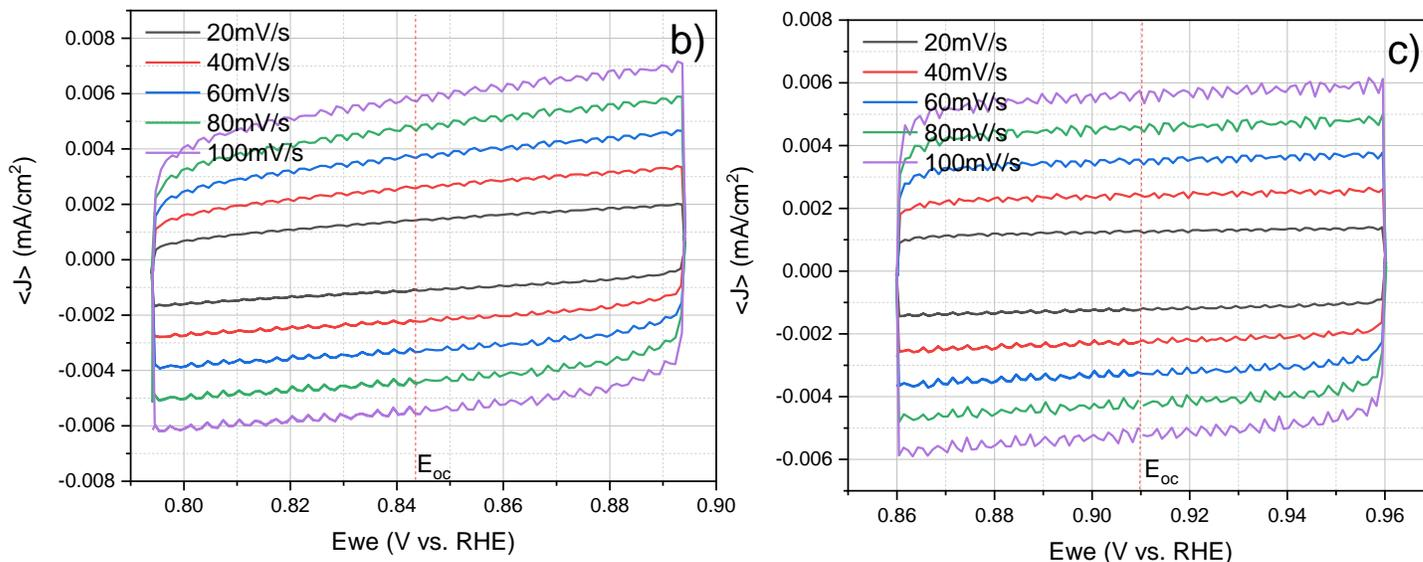 b)
20mV/s
40mV/s
60mV/s
80mV/s
100mV/s
0.008
0.006
0.004
0.002
0.000
-0.002
-0.004
-0.006
-0.008
<J> (mA/cm²)
E_oc
0.80
0.82
0.84
0.86
0.88
0.90
Ewe (V vs. RHE)
c)
20mV/s
40mV/s
60mV/s
80mV/s
100mV/s
0.008
0.006
0.004
0.002
0.000
-0.002
-0.004
-0.006
<J> (mA/cm²)
E_oc
0.86
0.88
0.90
0.92
0.94
0.96
Ewe (V vs. RHE)